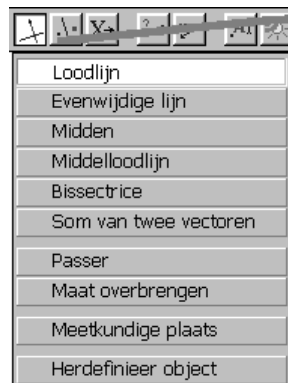 Loodlijn
Evenwijdige lijn
Midden
Middelloodlijn
Bissectrice
Som van twee vectoren
Passer
Maat overbrengen
Meetkundige plaats
Herdefinieer object